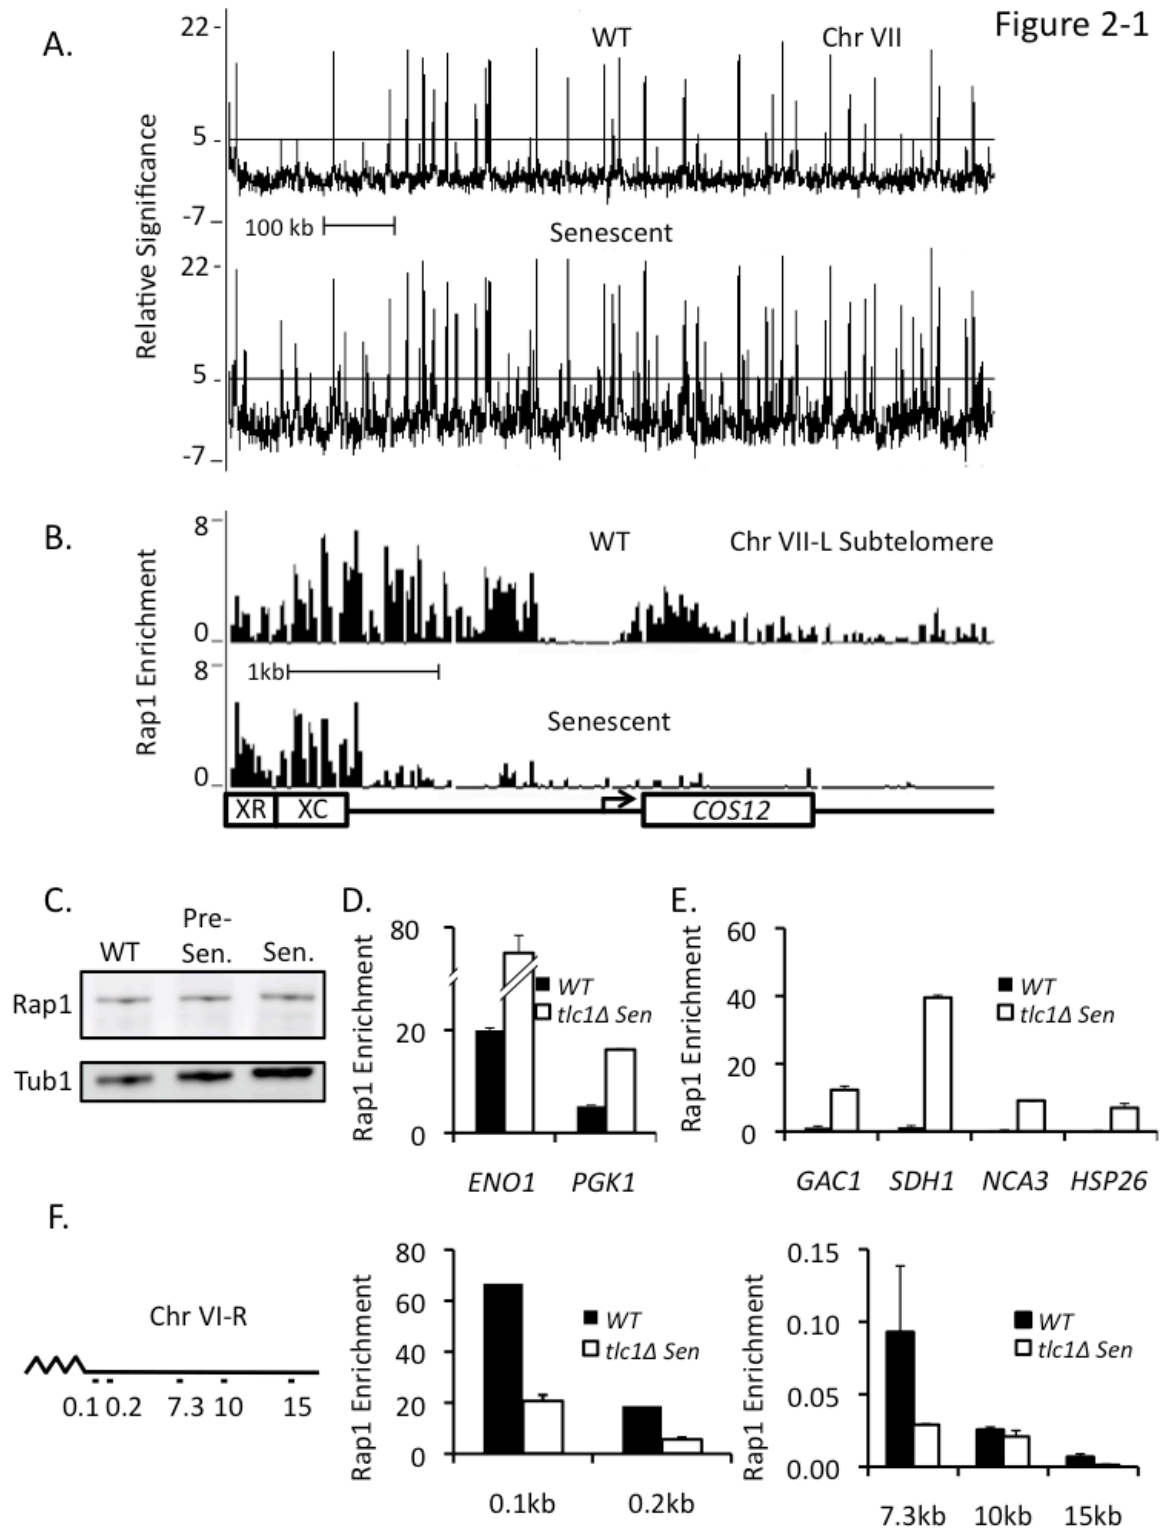 Figure 2-1
A.
22
WT
Chr VII
5
-7
100 kb
Relative Significance
Senescent
22
5
-7
B.
8
WT
Chr VII-L Subtelomere
0
Rap1 Enrichment
8
1kb
Senescent
0
XR
XC
COS12
C.
WT
Pre-
Sen.
Sen.
Rap1
Tub1
D.
Rap1 Enrichment
80
20
0
WT
tlc1Δ Sen
ENO1
PGK1
E.
Rap1 Enrichment
60
40
20
0
WT
tlc1Δ Sen
GAC1
SDH1
NCA3
HSP26
F.
Chr VI-R
0.1 0.2 7.3 10 15
Rap1 Enrichment
80
60
40
20
0
WT
tlc1Δ Sen
0.1kb
0.2kb
Rap1 Enrichment
0.15
0.10
0.05
0.00
WT
tlc1Δ Sen
7.3kb
10kb
15kb